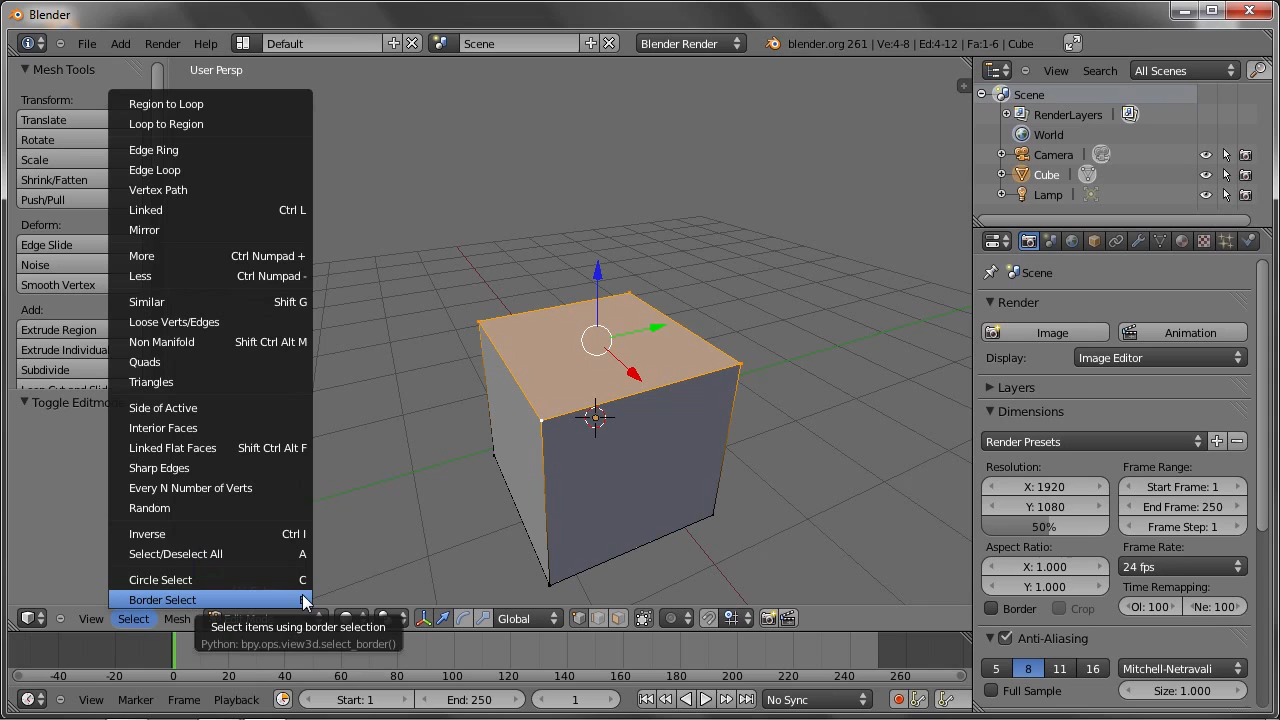 Blender
File Add Render Help Default Scene Blender Render blender.org 261 | Ve:4-8 | Ed:4-12 | Fa:1-6 | Cube
Mesh Tools
User Persp
Transform:
Translate
Rotate
Scale
Shrink/Fatten
Push/Pull
Deform:
Edge Slide
Noise
Smooth Vertex
Add:
Extrude Region
Extrude Individua
Subdivide
Toggle Editmode
Region to Loop
Loop to Region
Edge Ring
Edge Loop
Vertex Path
Linked Ctrl L
Mirror
More Ctrl Numpad +
Less Ctrl Numpad -
Similar Shift G
Loose Verts/Edges
Non Manifold Shift Ctrl Alt M
Quads
Triangles
Side of Active
Interior Faces
Linked Flat Faces Shift Ctrl Alt F
Sharp Edges
Every N Number of Verts
Random
Inverse Ctrl I
Select/Deselect All A
Circle Select C
Border Select
Select items using border selection
Python: bpy.ops.view3d.select_border()
View Select Mesh Global
-40 -20 0 20 40 60 80 100 120 140 160 180 200 220 240 260
View Marker Frame Playback Start: 1 End: 250 1 No Sync
View Search All Scenes
Scene
RenderLayers |
World
Camera |
Cube |
Lamp |
Scene
Render
Image Animation
Display: Image Editor
Layers
Dimensions
Render Presets
Resolution: Frame Range:
X: 1920 Start Frame: 1
Y: 1080 End Frame: 250
50% Frame Step: 1
Aspect Ratio: Frame Rate:
X: 1.000 24 fps
Y: 1.000 Time Remapping:
Border Crop Ol: 100 Ne: 100
Anti-Aliasing
5 8 11 16 Mitchell-Netravali
Full Sample Size: 1.000